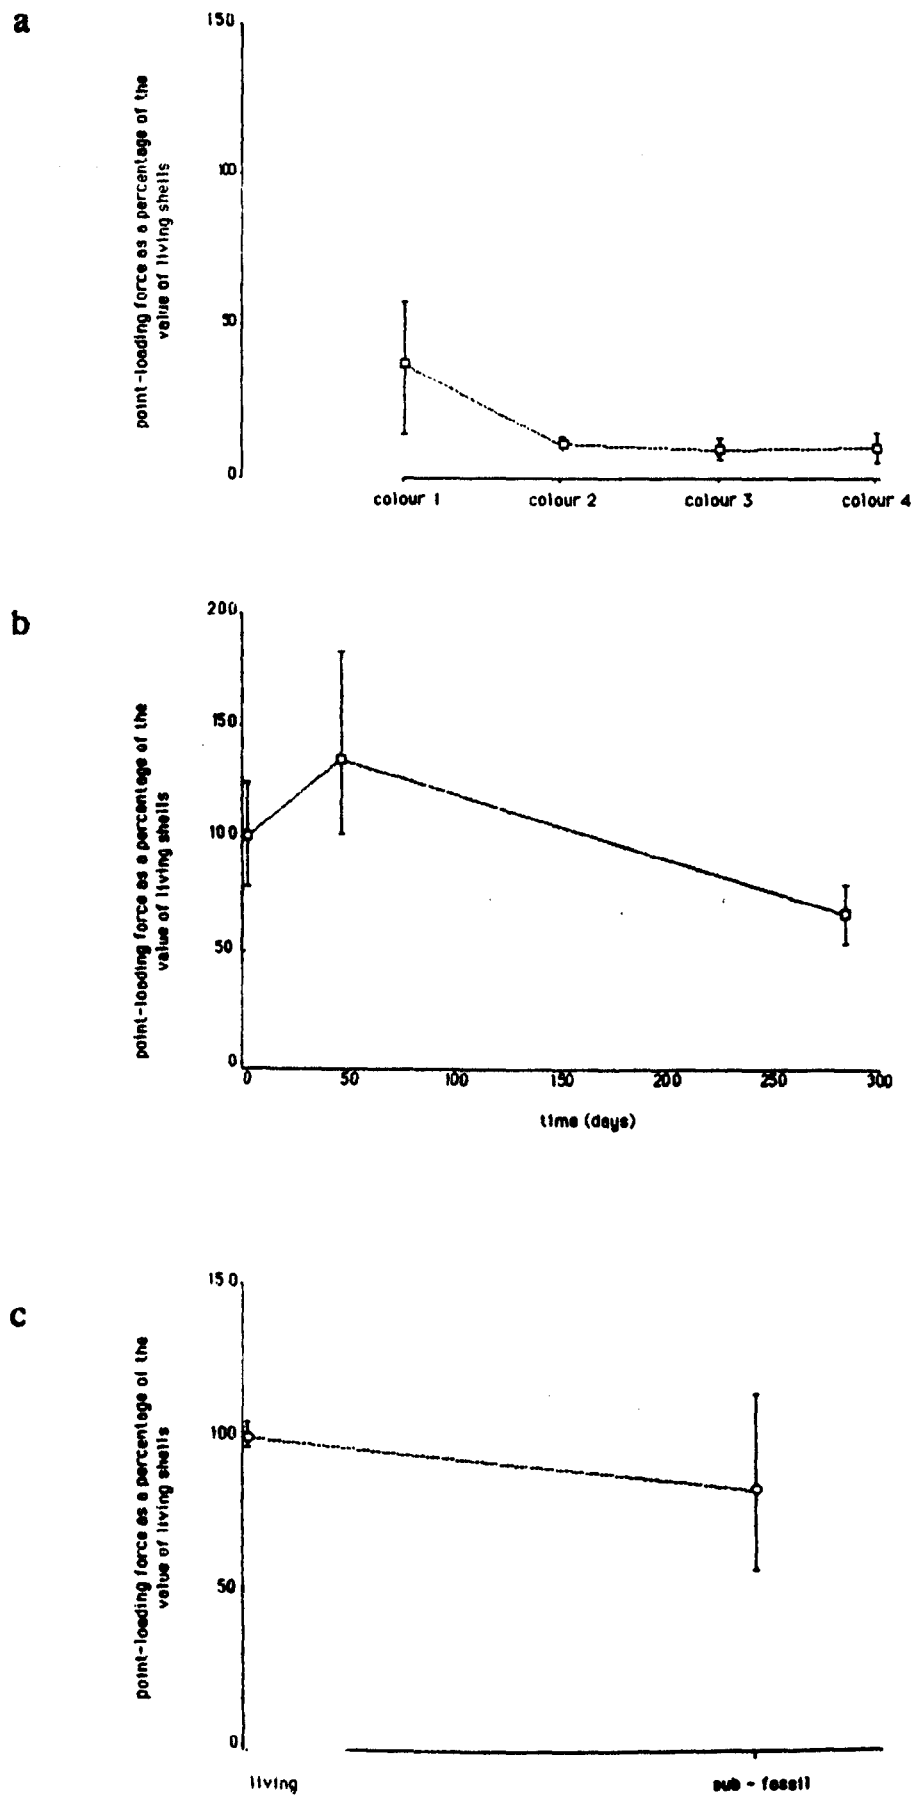 a
150
100
50
0
point-loading force as a percentage of the
value of living shells
colour 1 colour 2 colour 3 colour 4
b
200
150
100
50
0
point-loading force as a percentage of the
value of living shells
0 50 100 150 200 250 300
time (days)
c
150
100
50
0
point-loading force as a percentage of the
value of living shells
living sub - fossil